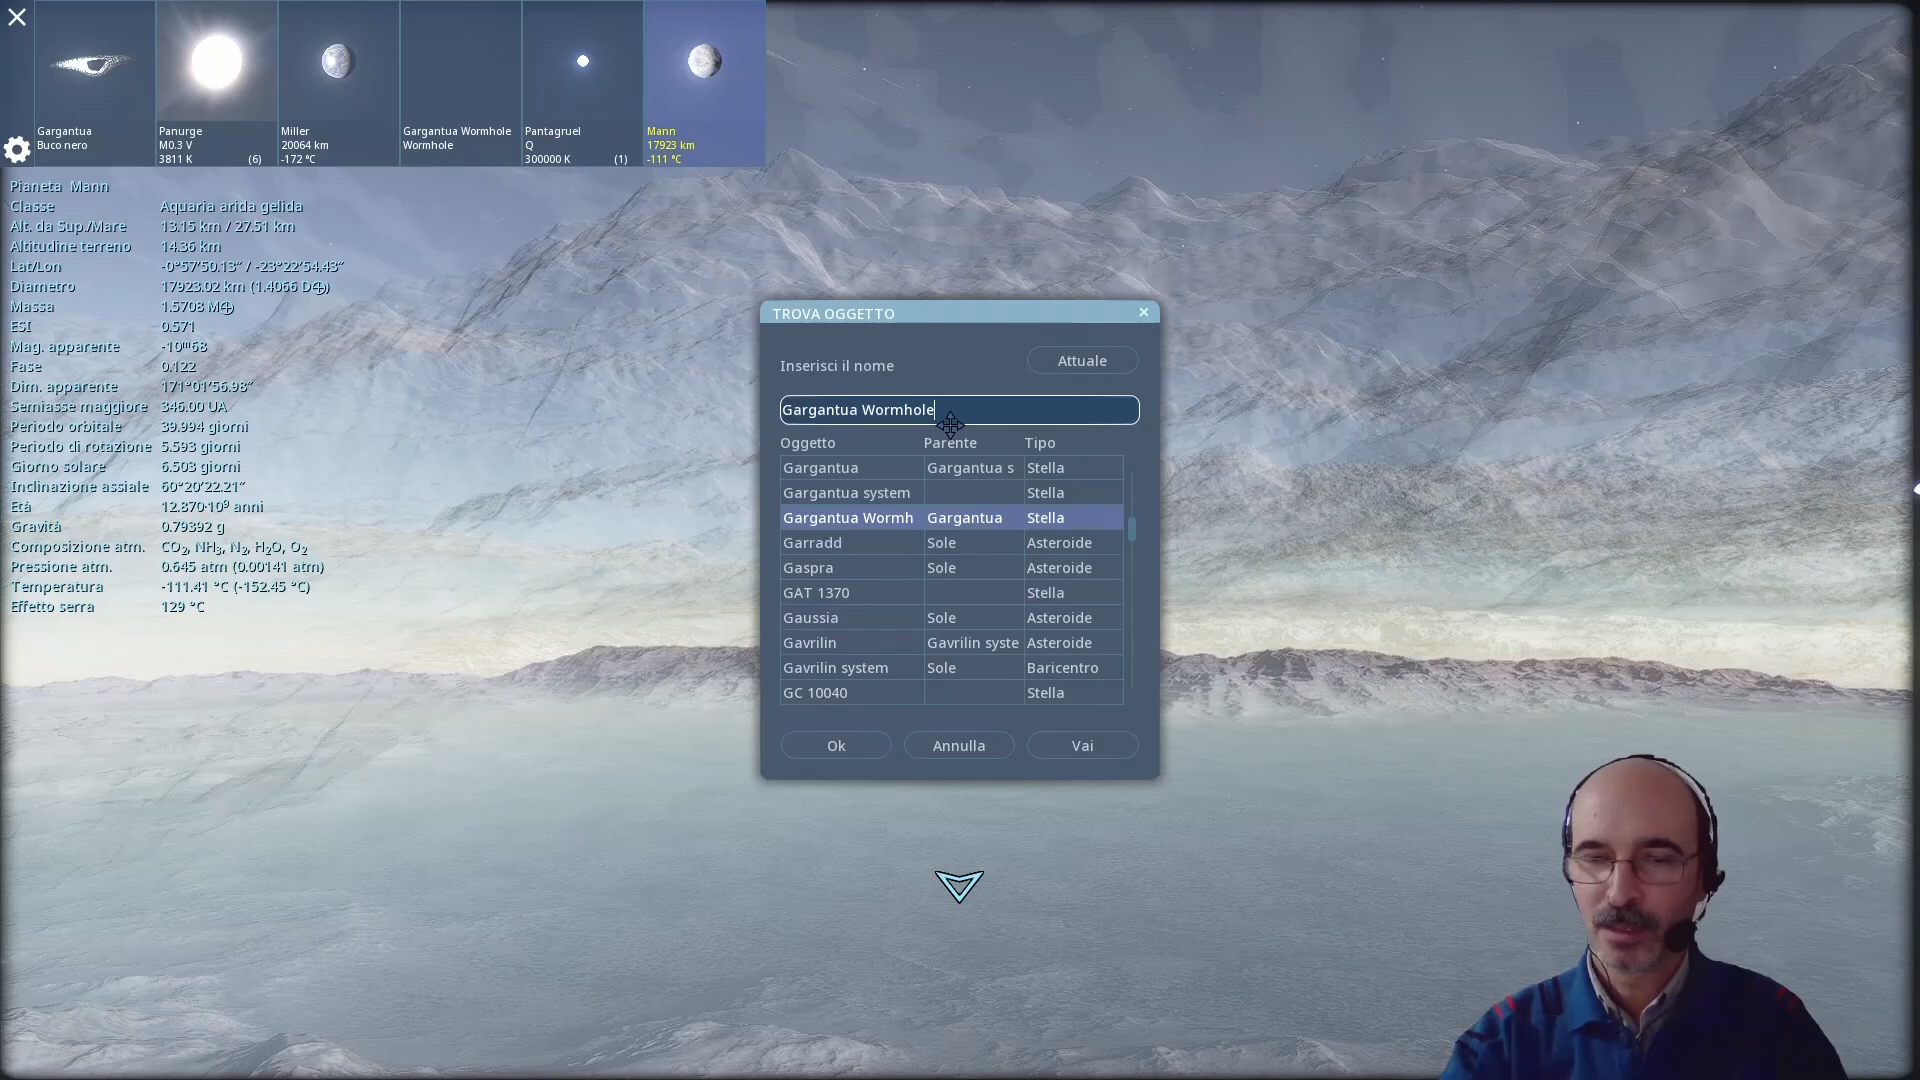 Gargantua
Buco nero
Panurge
M0.3 V
3811 K (6)
Miller
20064 km
-172 °C
Gargantua Wormhole
Wormhole
Pantagruel
Q
300000 K (1)
Mann
17923 km
-111 °C
Pianeta Mann
Classe Aquaria arida gelida
Alt. da Sup./Mare 13.15 km / 27.51 km
Altitudine terreno 14.36 km
Lat/Lon -0°57'50.13" / -23°22'54.43"
Diametro 17923.02 km (1.4066 D⊕)
Massa 1.5708 M⊕
ESI 0.571
Mag. apparente -10ᵐ68
Fase 0.122
Dim. apparente 171°01'56.98"
Semiasse maggiore 346.00 UA
Periodo orbitale 39.994 giorni
Periodo di rotazione 5.593 giorni
Giorno solare 6.503 giorni
Inclinazione assiale 60°20'22.21"
Età 12.870·10⁹ anni
Gravità 0.79392 g
Composizione atm. CO₂, NH₃, N₂, H₂O, O₂
Pressione atm. 0.645 atm (0.00141 atm)
Temperatura -111.41 °C (-152.45 °C)
Effetto serra 129 °C
TROVA OGGETTO
Inserisci il nome
Attuale
Gargantua Wormhole
Oggetto Parente Tipo
Gargantua Gargantua s Stella
Gargantua system Stella
Gargantua Wormh Gargantua Stella
Garradd Sole Asteroide
Gaspra Sole Asteroide
GAT 1370 Stella
Gaussia Sole Asteroide
Gavrilin Gavrilin syste Asteroide
Gavrilin system Sole Baricentro
GC 10040 Stella
Ok Annulla Vai